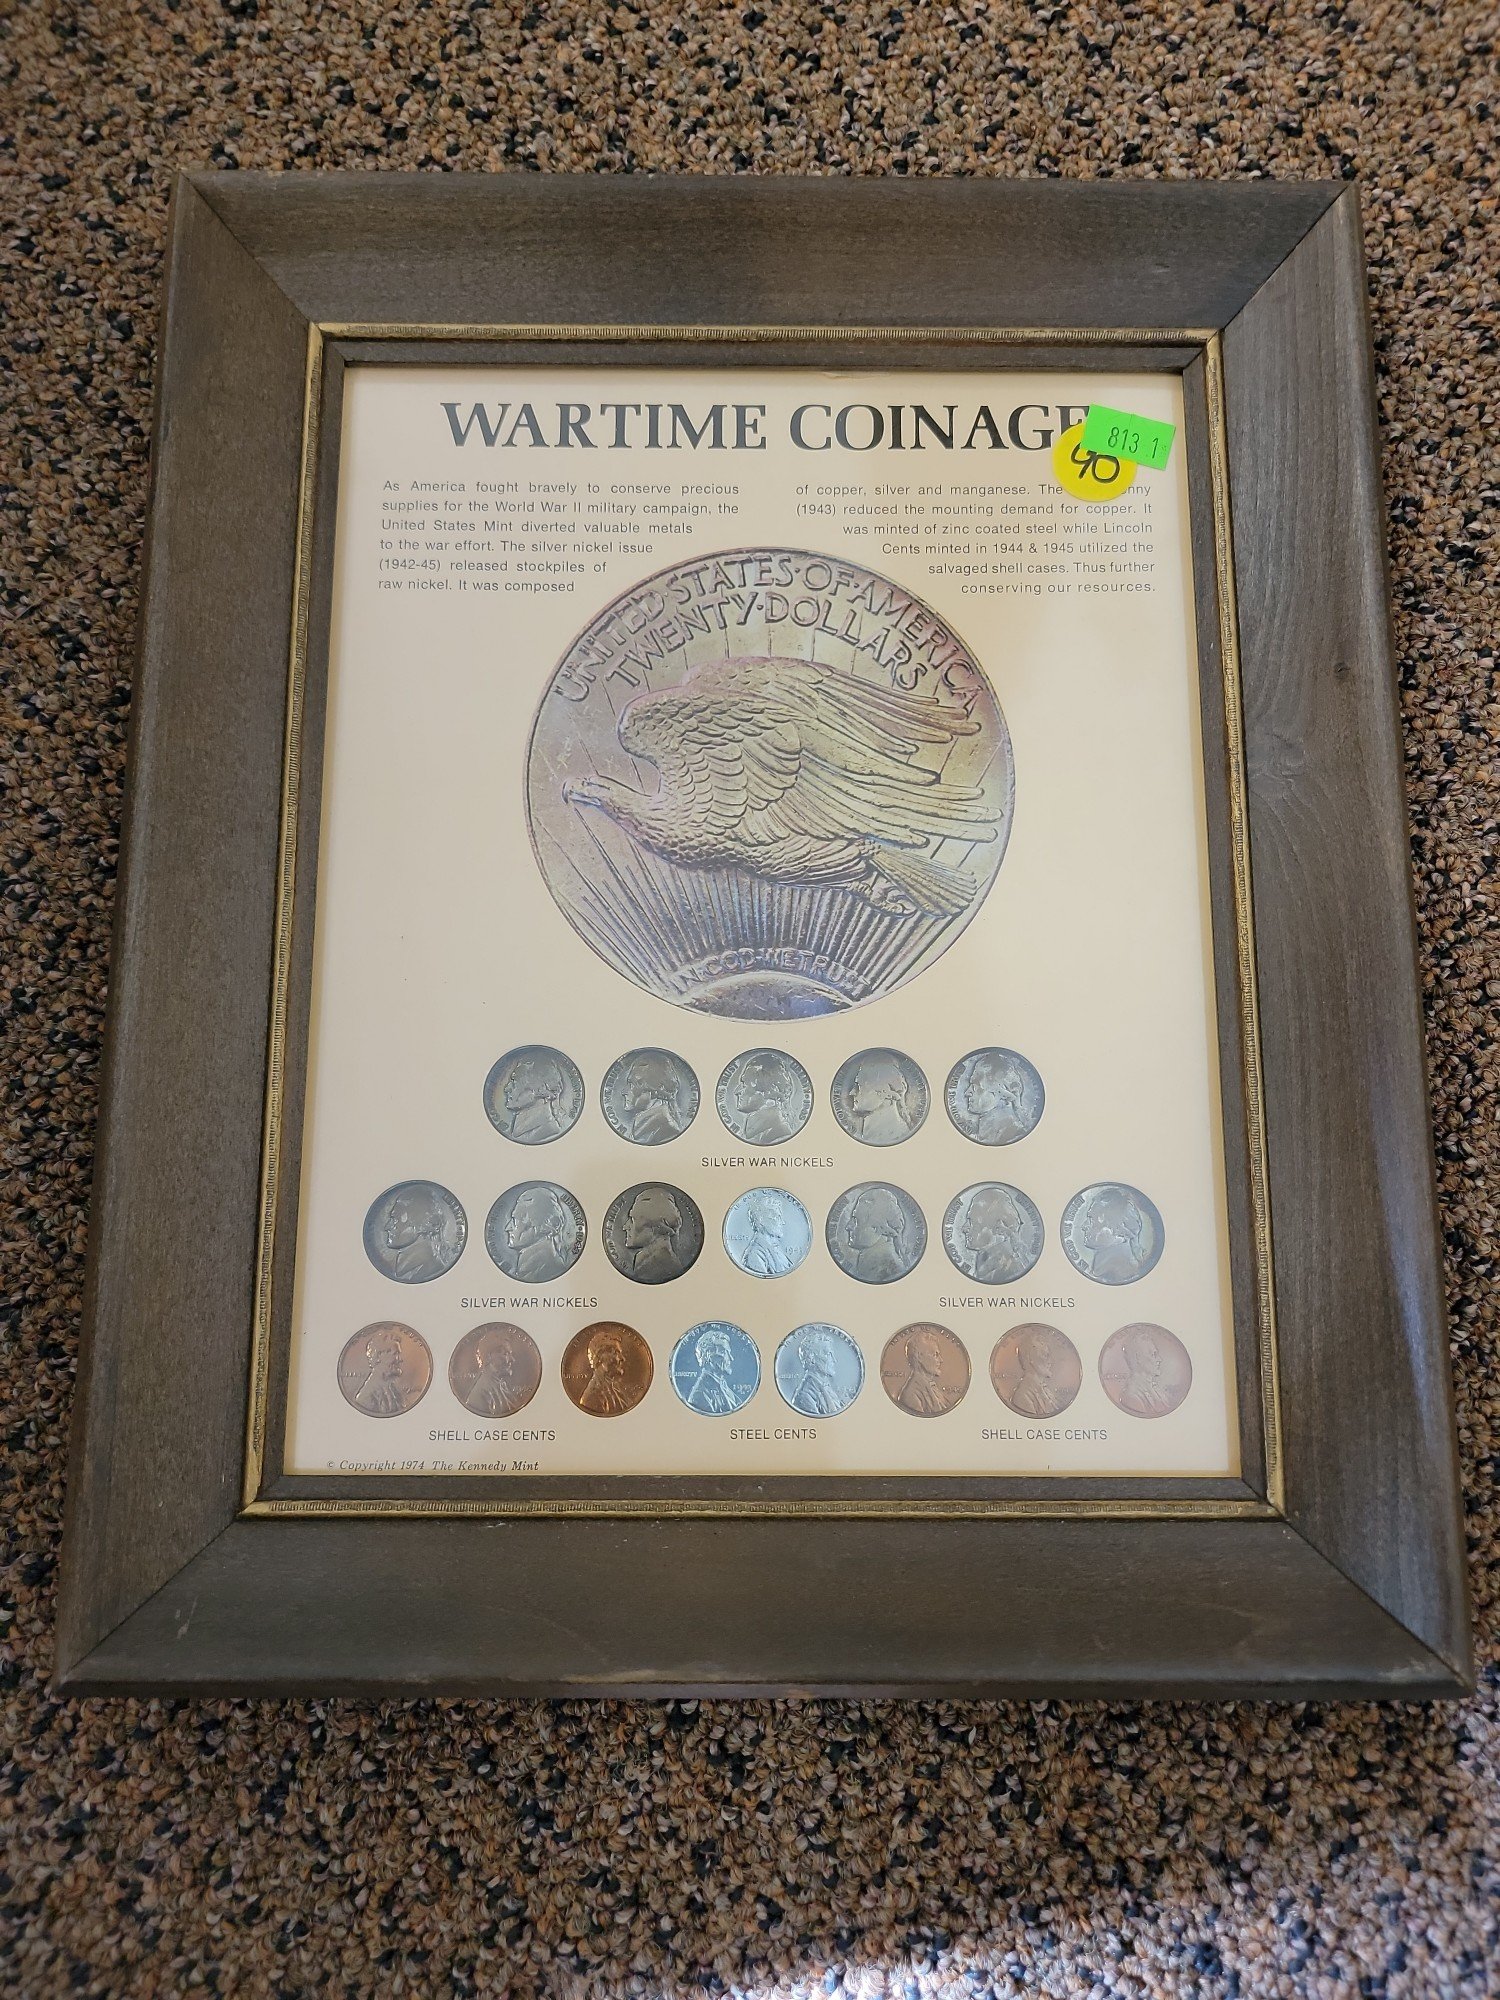 WARTIME COINAGE
813 1
90
As America fought bravely to conserve precious
supplies for the World War II military campaign, the
United States Mint diverted valuable metals
to the war effort. The silver nickel issue
(1942-45) released stockpiles of
raw nickel. It was composed
of copper, silver and manganese. The
(1943) reduced the mounting demand for copper. It
was minted of zinc coated steel while Lincoln
Cents minted in 1944 & 1945 utilized the
salvaged shell cases. Thus further
conserving our resources.
UNITED·STATES·OF·AMERICA
TWENTY·DOLLARS
IN·GOD·WE·TRUST
SILVER WAR NICKELS
SILVER WAR NICKELS
SILVER WAR NICKELS
SHELL CASE CENTS
STEEL CENTS
SHELL CASE CENTS
© Copyright 1974 The Kennedy Mint